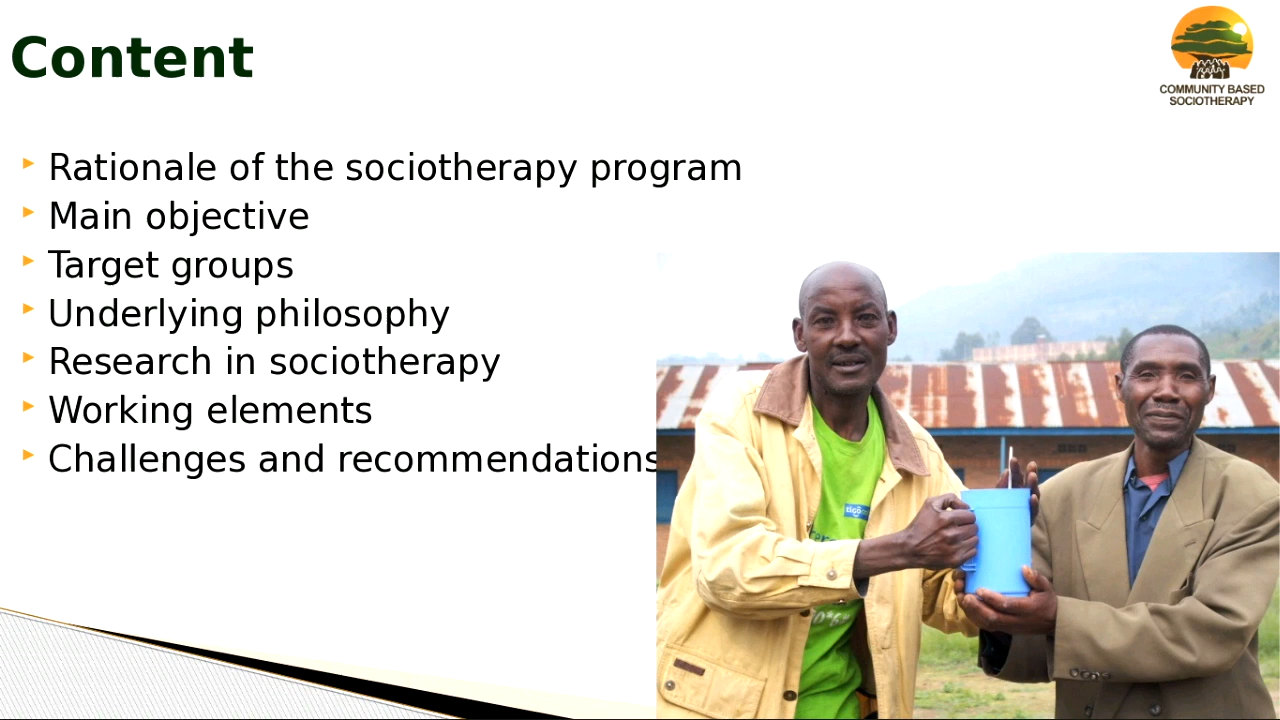 Content
COMMUNITY BASED
SOCIOTHERAPY
Rationale of the sociotherapy program
Main objective
Target groups
Underlying philosophy
Research in sociotherapy
Working elements
Challenges and recommendations
tigo